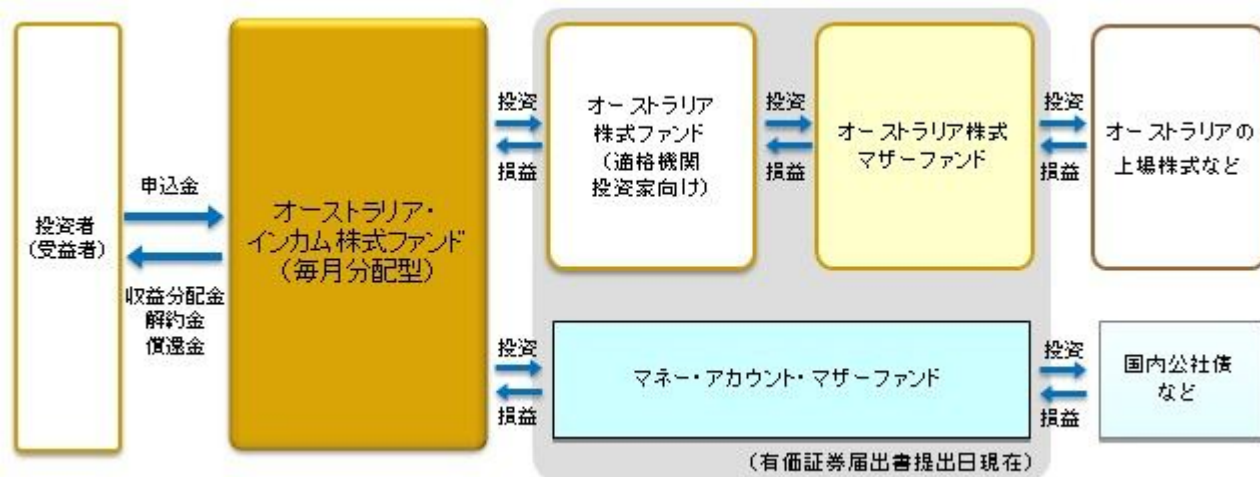 投資者
(受益者)
申込金
収益分配金
解約金
償還金
オーストラリア・
インカム株式ファンド
(毎月分配型)
投資
損益
オーストラリア
株式ファンド
(適格機関
投資家向け)
投資
損益
オーストラリア株式
マザーファンド
投資
損益
オーストラリアの
上場株式など
投資
損益
マネー・アカウント・マザーファンド
投資
損益
国内公社債
など
(有価証券届出書提出日現在)